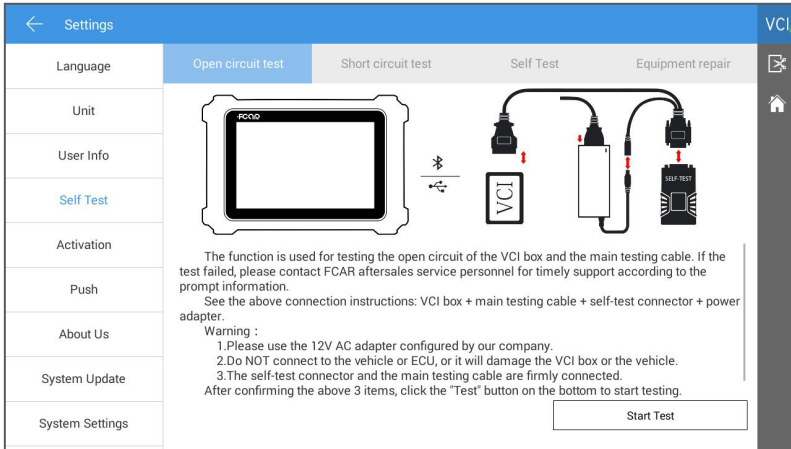 Settings
VCI
Language
Unit
User Info
Self Test
Activation
Push
About Us
System Update
System Settings
Open circuit test
Short circuit test
Self Test
Equipment repair
FCAR
VCI
SELF-TEST
The function is used for testing the open circuit of the VCI box and the main testing cable. If the
test failed, please contact FCAR aftersales service personnel for timely support according to the
prompt information.
See the above connection instructions: VCI box + main testing cable + self-test connector + power
adapter.
Warning :
1.Please use the 12V AC adapter configured by our company.
2.Do NOT connect to the vehicle or ECU, or it will damage the VCI box or the vehicle.
3.The self-test connector and the main testing cable are firmly connected.
After confirming the above 3 items, click the "Test" button on the bottom to start testing.
Start Test